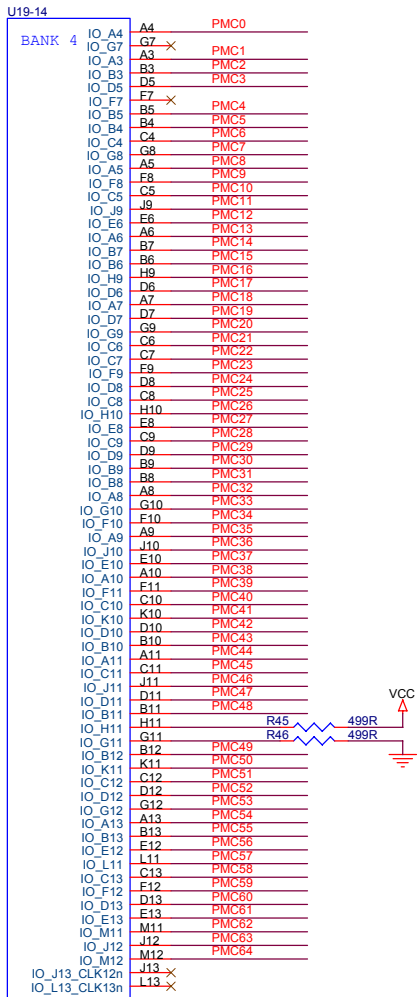 U19-14
BANK 4
IO_A4 A4 PMC0
IO_G7 G7
IO_A3 A3 PMC1
IO_B3 B3 PMC2
IO_D5 D5 PMC3
IO_F7 F7
IO_B5 B5 PMC4
IO_B4 B4 PMC5
IO_C4 C4 PMC6
IO_G8 G8 PMC7
IO_A5 A5 PMC8
IO_F8 F8 PMC9
IO_C5 C5 PMC10
IO_J9 J9 PMC11
IO_E6 E6 PMC12
IO_A6 A6 PMC13
IO_B7 B7 PMC14
IO_B6 B6 PMC15
IO_H9 H9 PMC16
IO_D6 D6 PMC17
IO_A7 A7 PMC18
IO_D7 D7 PMC19
IO_G9 G9 PMC20
IO_C6 C6 PMC21
IO_C7 C7 PMC22
IO_F9 F9 PMC23
IO_D8 D8 PMC24
IO_C8 C8 PMC25
IO_H10 H10 PMC26
IO_E8 E8 PMC27
IO_C9 C9 PMC28
IO_D9 D9 PMC29
IO_B9 B9 PMC30
IO_B8 B8 PMC31
IO_A8 A8 PMC32
IO_G10 G10 PMC33
IO_F10 F10 PMC34
IO_A9 A9 PMC35
IO_J10 J10 PMC36
IO_E10 E10 PMC37
IO_A10 A10 PMC38
IO_F11 F11 PMC39
IO_C10 C10 PMC40
IO_K10 K10 PMC41
IO_D10 D10 PMC42
IO_B10 B10 PMC43
IO_A11 A11 PMC44
IO_C11 C11 PMC45
IO_J11 J11 PMC46
IO_D11 D11 PMC47
IO_B11 B11 PMC48
VCC
IO_H11 H11 R45 499R
IO_G11 G11 R46 499R
IO_B12 B12 PMC49
IO_K11 K11 PMC50
IO_C12 C12 PMC51
IO_D12 D12 PMC52
IO_G12 G12 PMC53
IO_A13 A13 PMC54
IO_B13 B13 PMC55
IO_E12 E12 PMC56
IO_L11 L11 PMC57
IO_C13 C13 PMC58
IO_F12 F12 PMC59
IO_D13 D13 PMC60
IO_E13 E13 PMC61
IO_M11 M11 PMC62
IO_J12 J12 PMC63
IO_M12 M12 PMC64
IO_J13_CLK12n J13
IO_L13_CLK13n L13